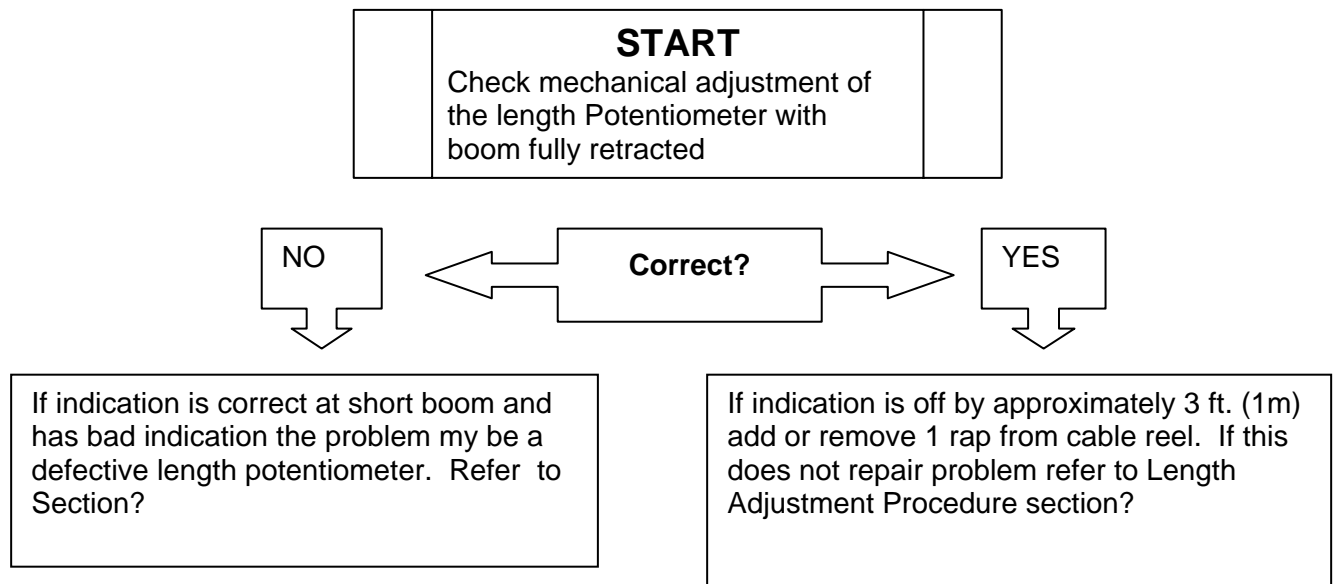 START
Check mechanical adjustment of
the length Potentiometer with
boom fully retracted
NO
Correct?
YES
If indication is correct at short boom and
has bad indication the problem my be a
defective length potentiometer. Refer to
Section?
If indication is off by approximately 3 ft. (1m)
add or remove 1 rap from cable reel. If this
does not repair problem refer to Length
Adjustment Procedure section?